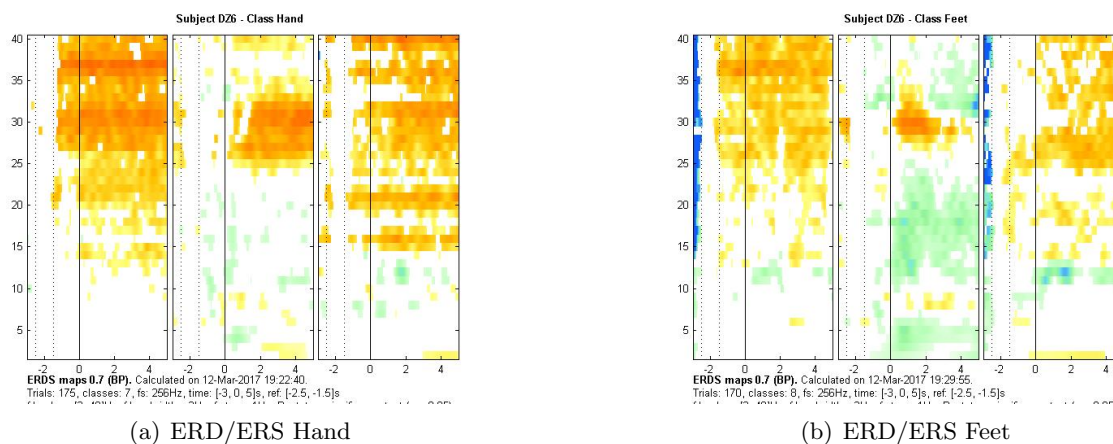 Subject DZ6 - Class Hand
40
35
30
25
20
15
10
5
-2 0 2 4 -2 0 2 4 -2 0 2 4
ERDS maps 0.7 (BP). Calculated on 12-Mar-2017 19:22:40.
Trials: 175, classes: 7, fs: 256Hz, time: [-3, 0, 5]s, ref: [-2.5, -1.5]s
(a) ERD/ERS Hand
Subject DZ6 - Class Feet
40
35
30
25
20
15
10
5
-2 0 2 4 -2 0 2 4 -2 0 2 4
ERDS maps 0.7 (BP). Calculated on 12-Mar-2017 19:29:55.
Trials: 170, classes: 8, fs: 256Hz, time: [-3, 0, 5]s, ref: [-2.5, -1.5]s
(b) ERD/ERS Feet